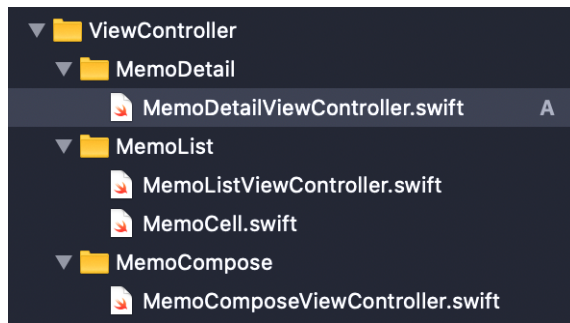 ViewController
MemoDetail
MemoDetailViewController.swift A
MemoList
MemoListViewController.swift
MemoCell.swift
MemoCompose
MemoComposeViewController.swift